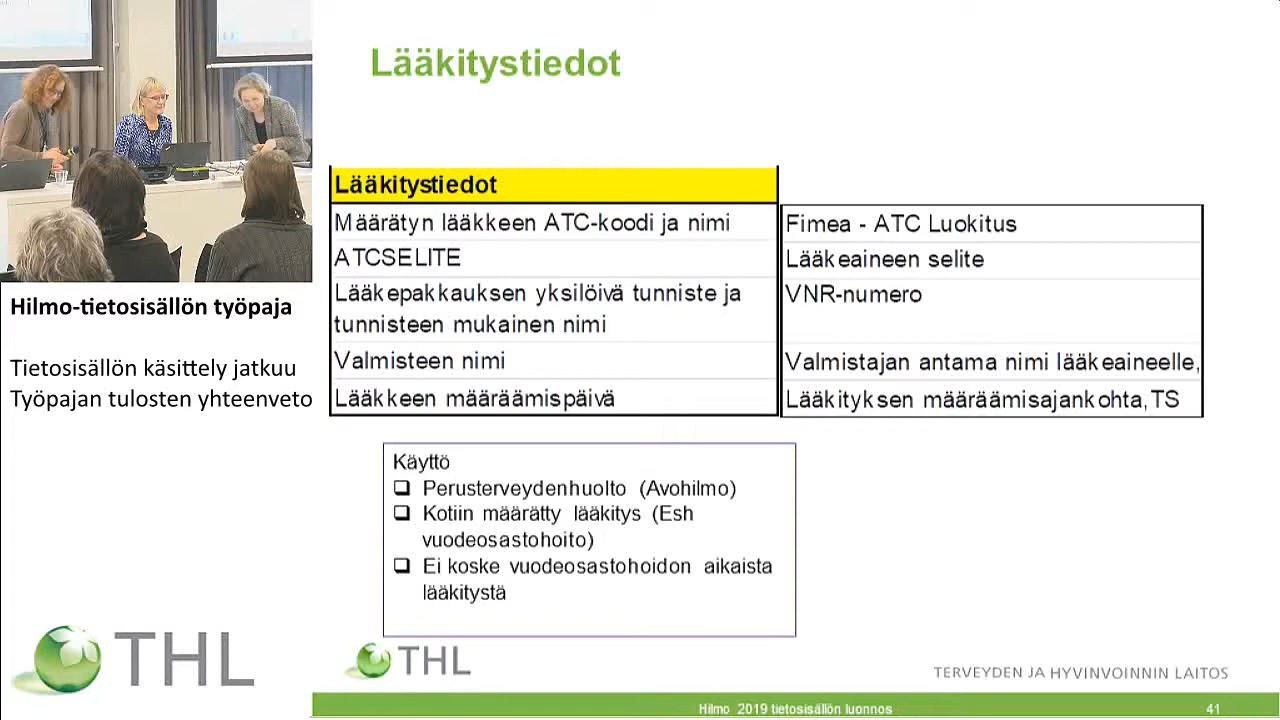 Lääkitystiedot
Lääkitystiedot
Määrätyn lääkkeen ATC-koodi ja nimi
Fimea - ATC Luokitus
ATCSELITE
Lääkeaineen selite
Lääkepakkauksen yksilöivä tunniste ja
tunnisteen mukainen nimi
VNR-numero
Valmisteen nimi
Valmistajan antama nimi lääkeaineelle,
Lääkkeen määräämispäivä
Lääkityksen määräämisajankohta,TS
Hilmo-tietosisällön työpaja
Tietosisällön käsittely jatkuu
Työpajan tulosten yhteenveto
Käyttö
Perusterveydenhuolto (Avohilmo)
Kotiin määrätty lääkitys (Esh
vuodeosastohoito)
Ei koske vuodeosastohoidon aikaista
lääkitystä
THL
THL
TERVEYDEN JA HYVINVOINNIN LAITOS
Hilmo 2019 tietosisällön luonnos
41